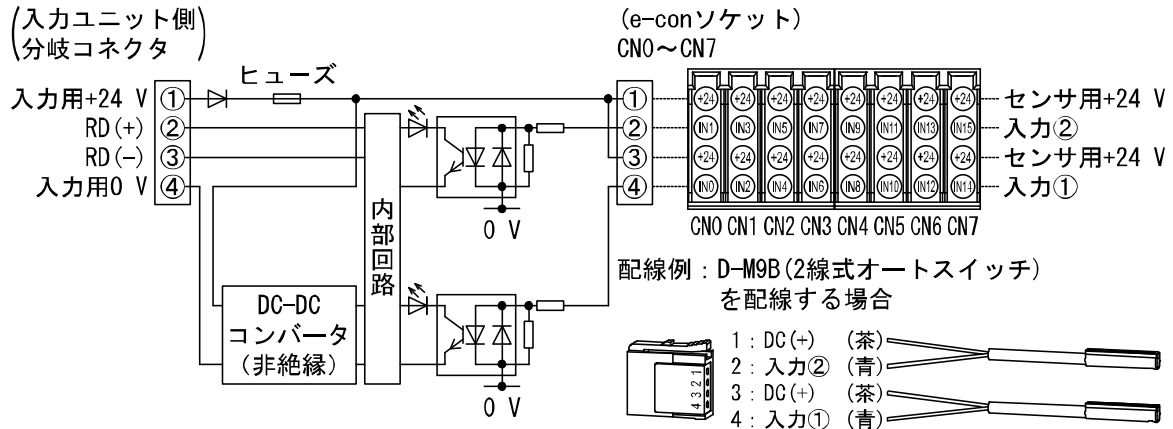 (入力ユニット側)
(分岐コネクタ)
ヒューズ
入力用+24 V ①
RD(+) ②
RD(-) ③
入力用0 V ④
内部回路
DC-DC
コンバータ
(非絶縁)
0 V
0 V
(e-conソケット)
CN0～CN7
① +24 +24 +24 +24 +24 +24 +24 +24 センサ用+24 V
② IN1 IN3 IN5 IN7 IN9 IN11 IN13 IN15 入力②
③ +24 +24 +24 +24 +24 +24 +24 +24 センサ用+24 V
④ IN0 IN2 IN4 IN6 IN8 IN10 IN12 IN14 入力①
CN0 CN1 CN2 CN3 CN4 CN5 CN6 CN7
配線例：D-M9B(2線式オートスイッチ)
を配線する場合
4 3 2 1
1：DC(+) (茶)
2：入力② (青)
3：DC(+) (茶)
4：入力① (青)